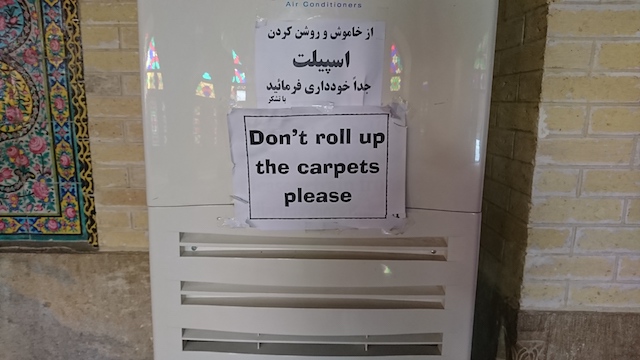 Air Conditioners
از خاموش و روشن کردن
اسپیلت
جداً خودداری فرمائید
با تشکر
Don't roll up
the carpets
please